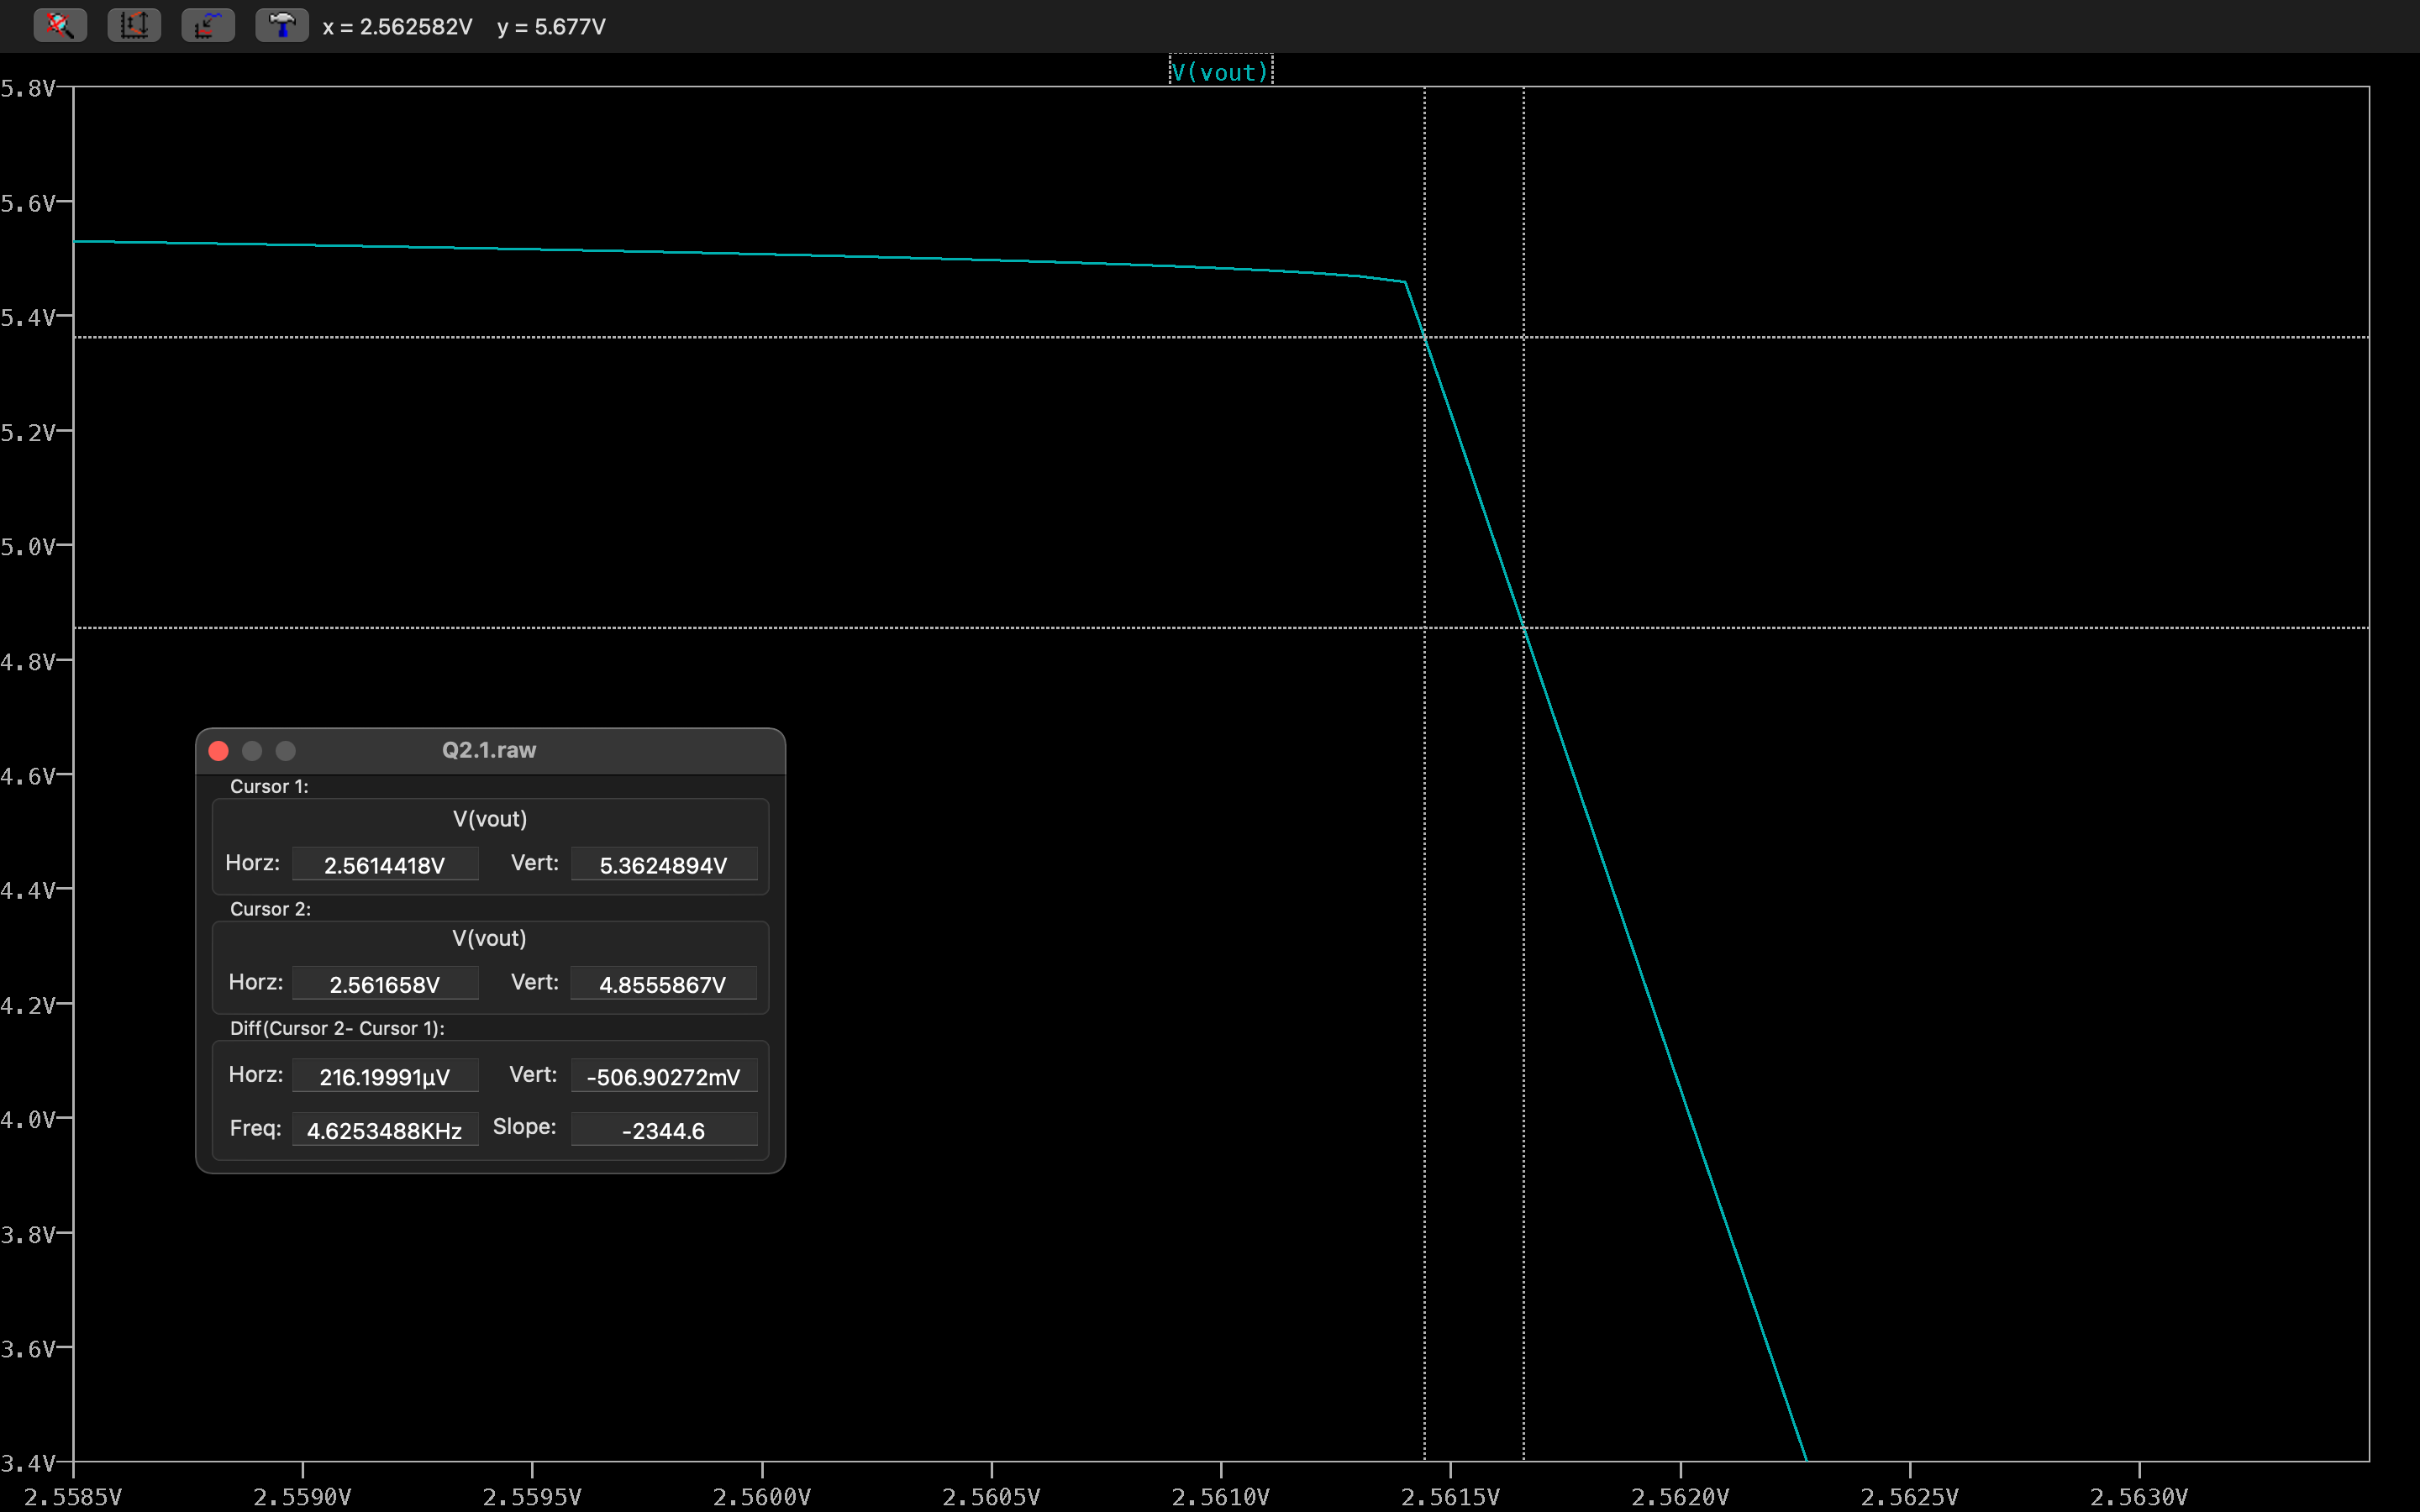 x = 2.562582V y = 5.677V
V(vout)
5.8V
5.6V
5.4V
5.2V
5.0V
4.8V
4.6V
4.4V
4.2V
4.0V
3.8V
3.6V
3.4V
Q2.1.raw
Cursor 1:
V(vout)
Horz: 2.5614418V Vert: 5.3624894V
Cursor 2:
V(vout)
Horz: 2.561658V Vert: 4.8555867V
Diff(Cursor 2- Cursor 1):
Horz: 216.19991µV Vert: -506.90272mV
Freq: 4.6253488KHz Slope: -2344.6
2.5585V 2.5590V 2.5595V 2.5600V 2.5605V 2.5610V 2.5615V 2.5620V 2.5625V 2.5630V